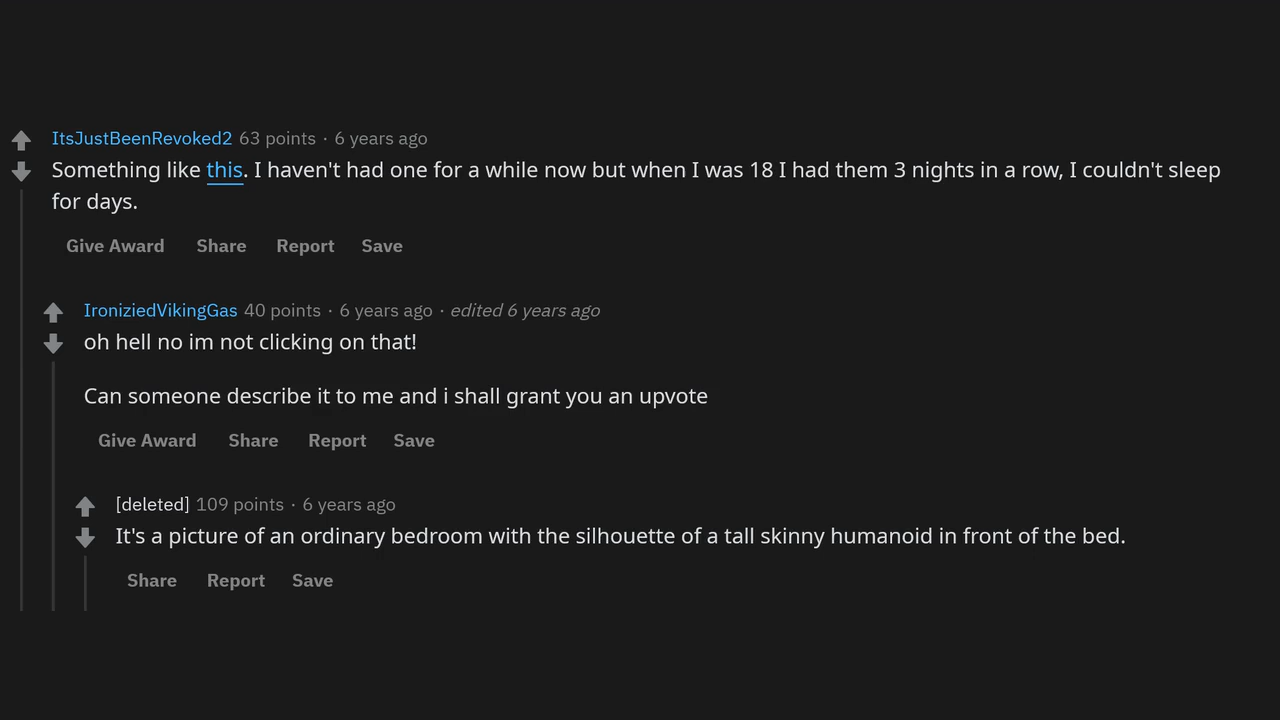 ItsJustBeenRevoked2 63 points · 6 years ago
Something like this. I haven't had one for a while now but when I was 18 I had them 3 nights in a row, I couldn't sleep
for days.
Give Award Share Report Save
IroniziedVikingGas 40 points · 6 years ago · edited 6 years ago
oh hell no im not clicking on that!
Can someone describe it to me and i shall grant you an upvote
Give Award Share Report Save
[deleted] 109 points · 6 years ago
It's a picture of an ordinary bedroom with the silhouette of a tall skinny humanoid in front of the bed.
Share Report Save